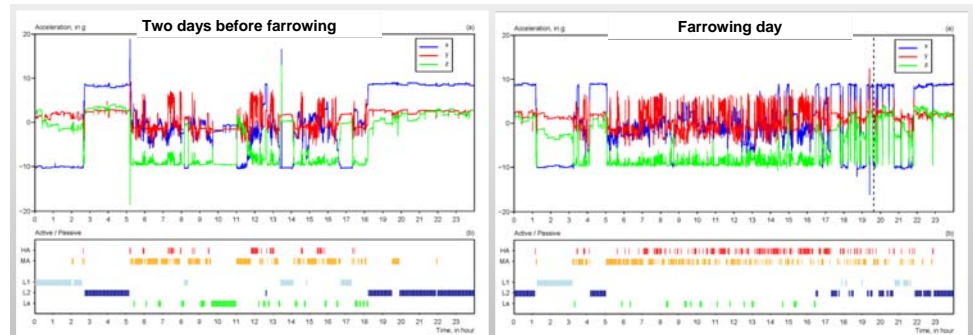 Two days before farrowing
Acceleration, in g
(a)
20
10
0
−10
−20
x
y
z
0 1 2 3 4 5 6 7 8 9 10 11 12 13 14 15 16 17 18 19 20 21 22 23
Active / Passive
(b)
HA
MA
L1
L2
Ls
0 1 2 3 4 5 6 7 8 9 10 11 12 13 14 15 16 17 18 19 20 21 22 23
Time, in hour
Farrowing day
Acceleration, in g
(a)
20
10
0
−10
−20
x
y
z
0 1 2 3 4 5 6 7 8 9 10 11 12 13 14 15 16 17 18 19 20 21 22 23
Active / Passive
(b)
HA
MA
L1
L2
Ls
0 1 2 3 4 5 6 7 8 9 10 11 12 13 14 15 16 17 18 19 20 21 22 23
Time, in hour